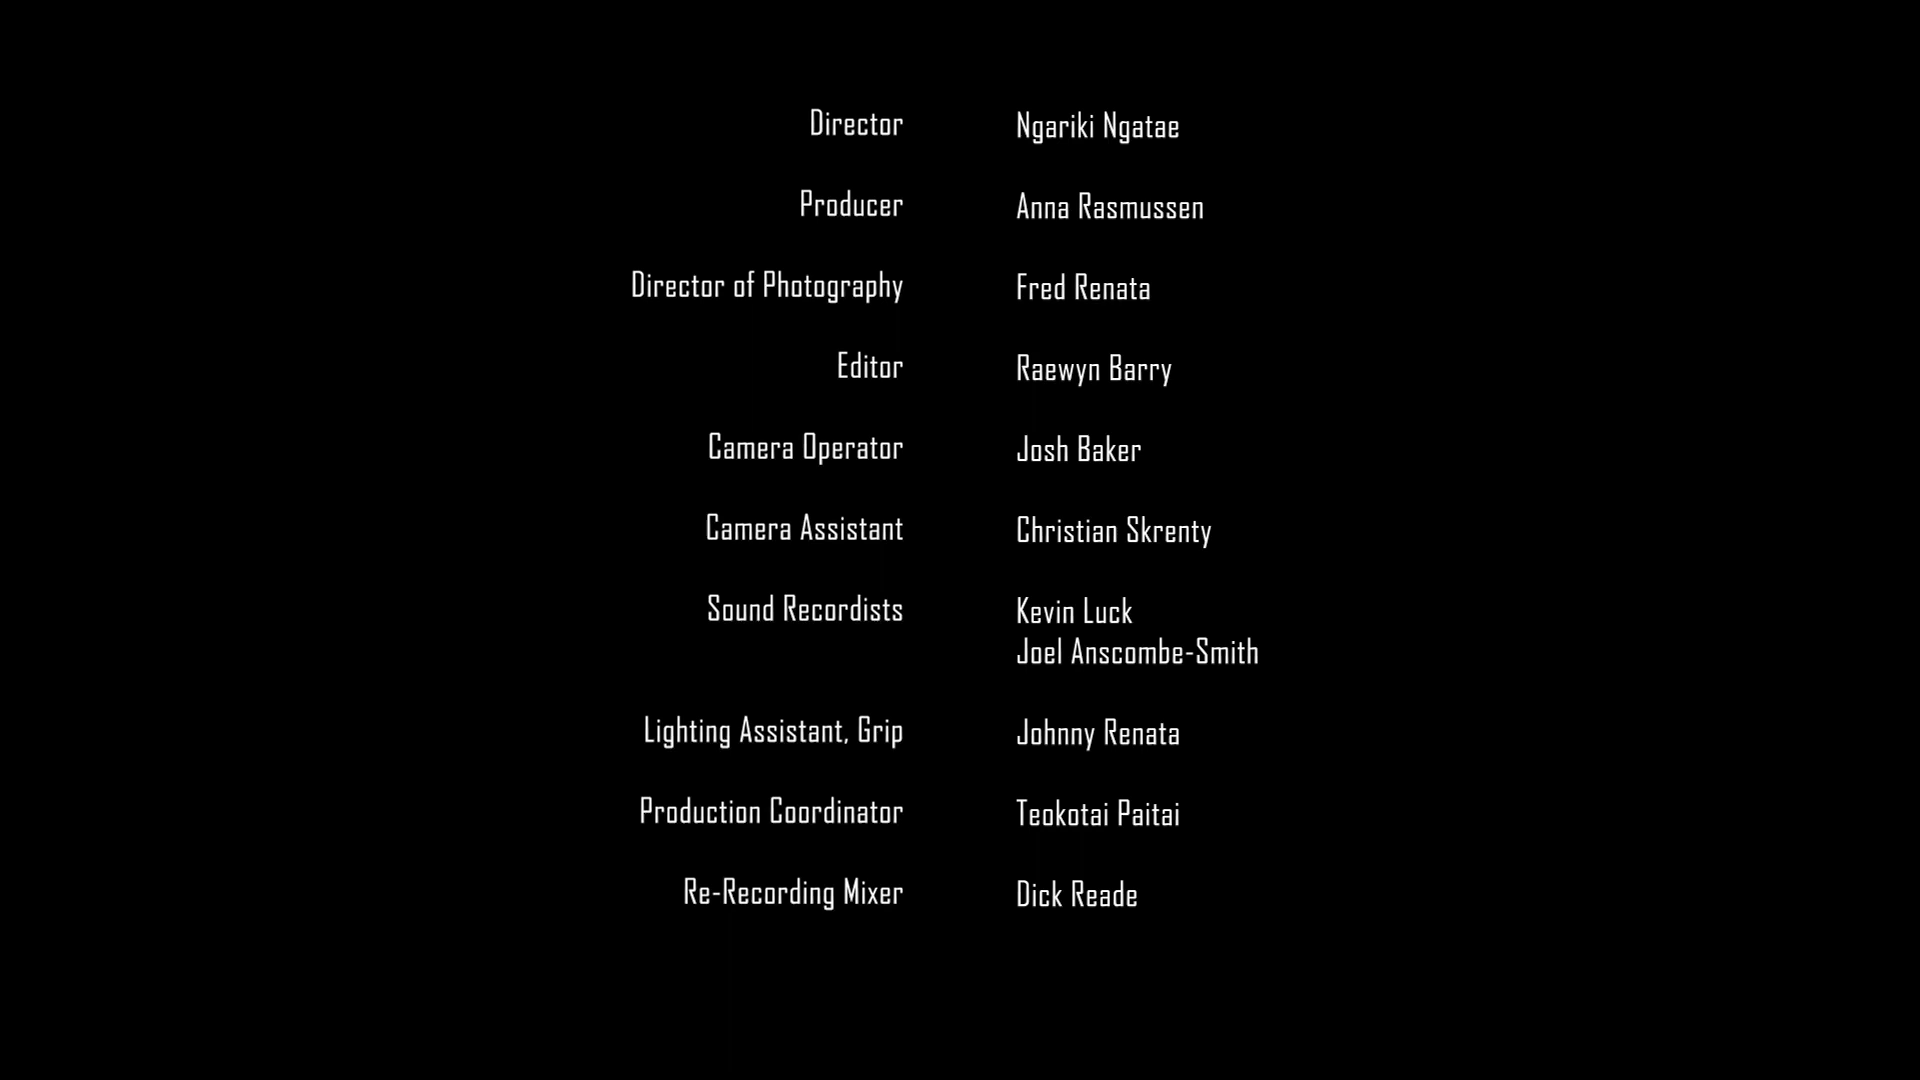 Director Ngariki Ngatae
Producer Anna Rasmussen
Director of Photography Fred Renata
Editor Raewyn Barry
Camera Operator Josh Baker
Camera Assistant Christian Skrenty
Sound Recordists Kevin Luck
Joel Anscombe-Smith
Lighting Assistant, Grip Johnny Renata
Production Coordinator Teokotai Paitai
Re-Recording Mixer Dick Reade